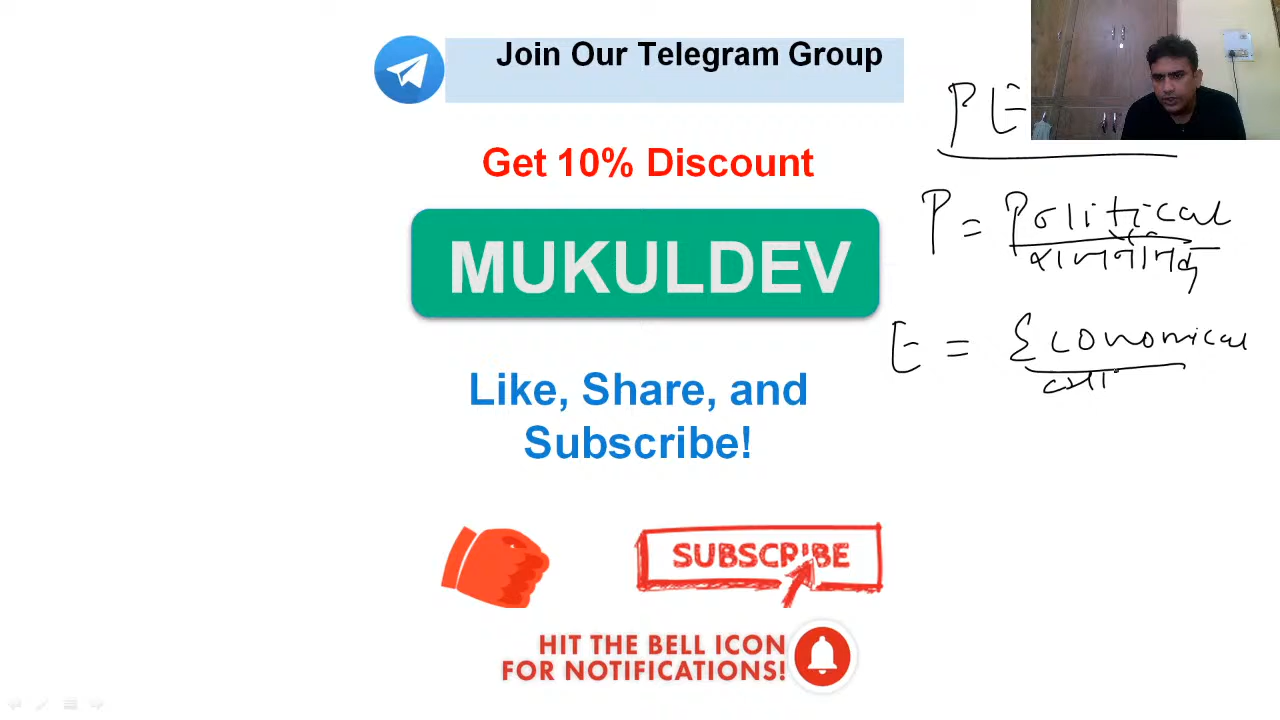 Join Our Telegram Group
Get 10% Discount
MUKULDEV
Like, Share, and
Subscribe!
SUBSCRIBE
HIT THE BELL ICON
FOR NOTIFICATIONS!
PE
P = Political
राजनीतिक
E = Economical